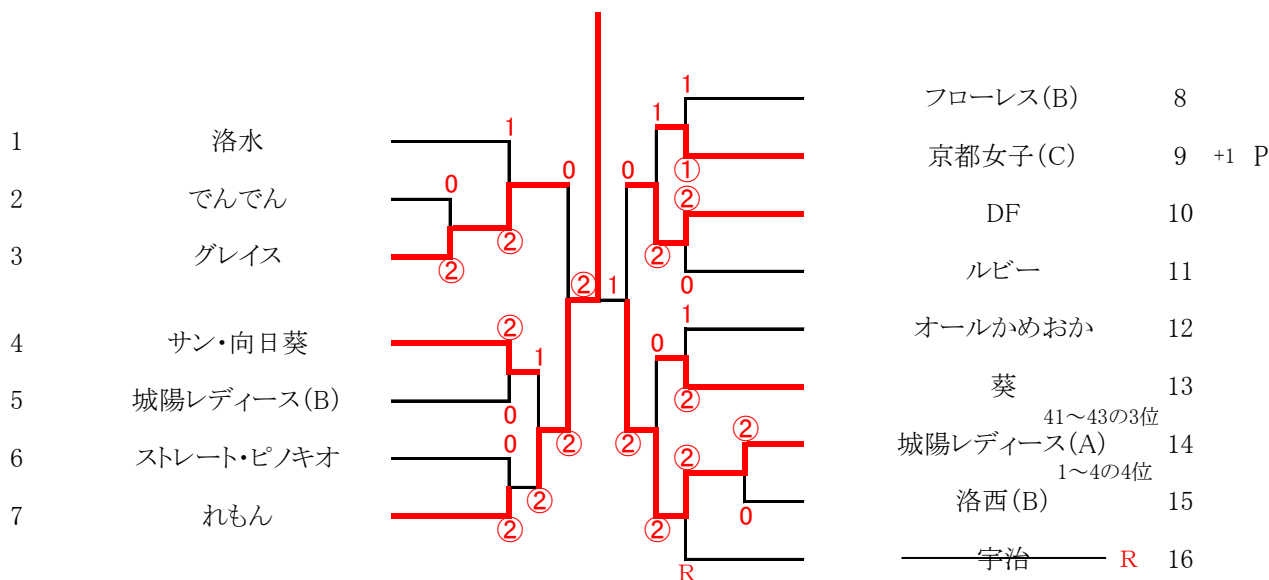 1 洛水 1
2 でんでん 0
3 グレイス ② ② 0
4 サン・向日葵 ② 1 ②
5 城陽レディース(B) 0
6 ストレート・ピノキオ 0 ②
7 れもん ② ②
1 フローレス(B) 8
1 ① 京都女子(C) 9 +1 P
0 ② DF 10
② 0 ルビー 11
1 1 オールかめおか 12
0 ② 葵 13
41~43の3位
② ② ② 城陽レディース(A) 14
1~4の4位
② 0 洛西(B) 15
R 宇治 R 16